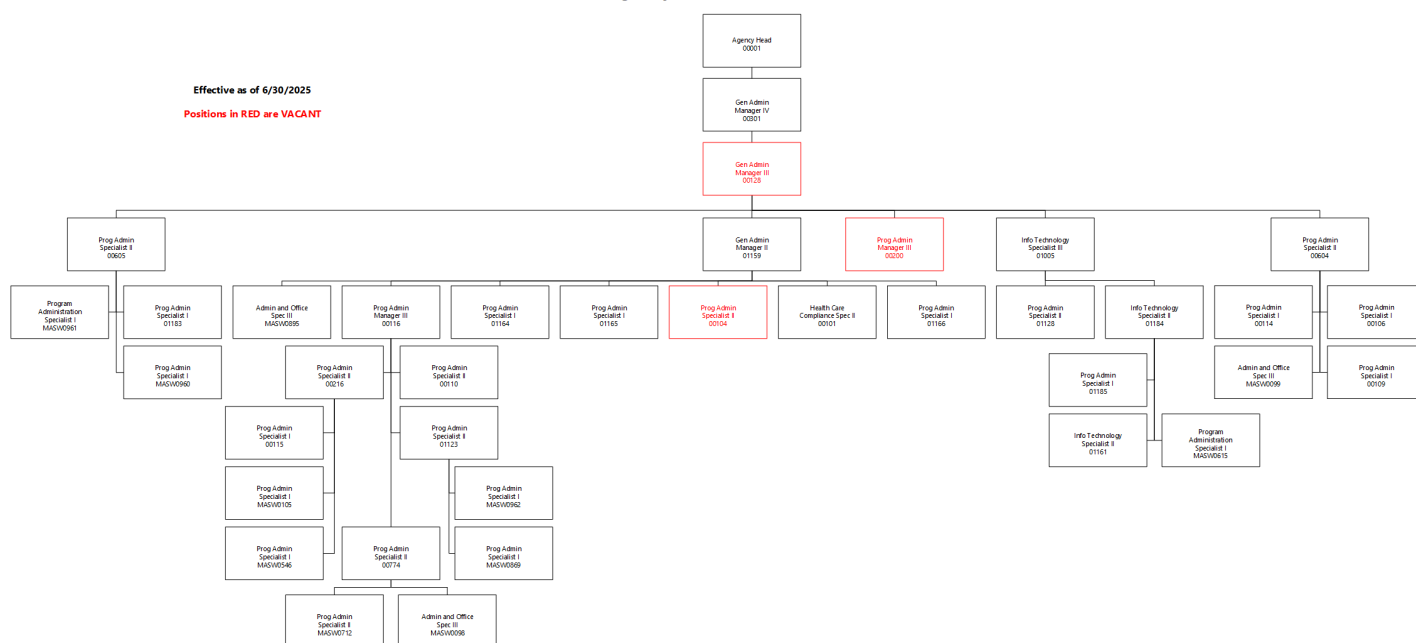 Agency Head
00001
Effective as of 6/30/2025
Positions in RED are VACANT
Gen Admin
Manager IV
00301
Gen Admin
Manager III
00128
Prog Admin
Specialist II
00605
Gen Admin
Manager II
01159
Prog Admin
Manager III
00200
Info Technology
Specialist III
01005
Prog Admin
Specialist II
00604
Program
Administration
Specialist I
MASW0961
Prog Admin
Specialist I
01183
Admin and Office
Spec III
MASW0895
Prog Admin
Manager III
00116
Prog Admin
Specialist I
01164
Prog Admin
Specialist I
01165
Prog Admin
Specialist II
00104
Health Care
Compliance Spec II
00101
Prog Admin
Specialist I
01166
Prog Admin
Specialist II
01128
Info Technology
Specialist II
01184
Prog Admin
Specialist I
00114
Prog Admin
Specialist I
00106
Prog Admin
Specialist I
MASW0960
Prog Admin
Specialist II
00216
Prog Admin
Specialist II
00110
Prog Admin
Specialist I
01185
Admin and Office
Spec III
MASW0099
Prog Admin
Specialist I
00109
Prog Admin
Specialist I
00115
Prog Admin
Specialist II
01123
Info Technology
Specialist II
01161
Program
Administration
Specialist I
MASW0615
Prog Admin
Specialist I
MASW0105
Prog Admin
Specialist I
MASW0962
Prog Admin
Specialist I
MASW0546
Prog Admin
Specialist II
00774
Prog Admin
Specialist I
MASW0869
Prog Admin
Specialist II
MASW0712
Admin and Office
Spec III
MASW0098